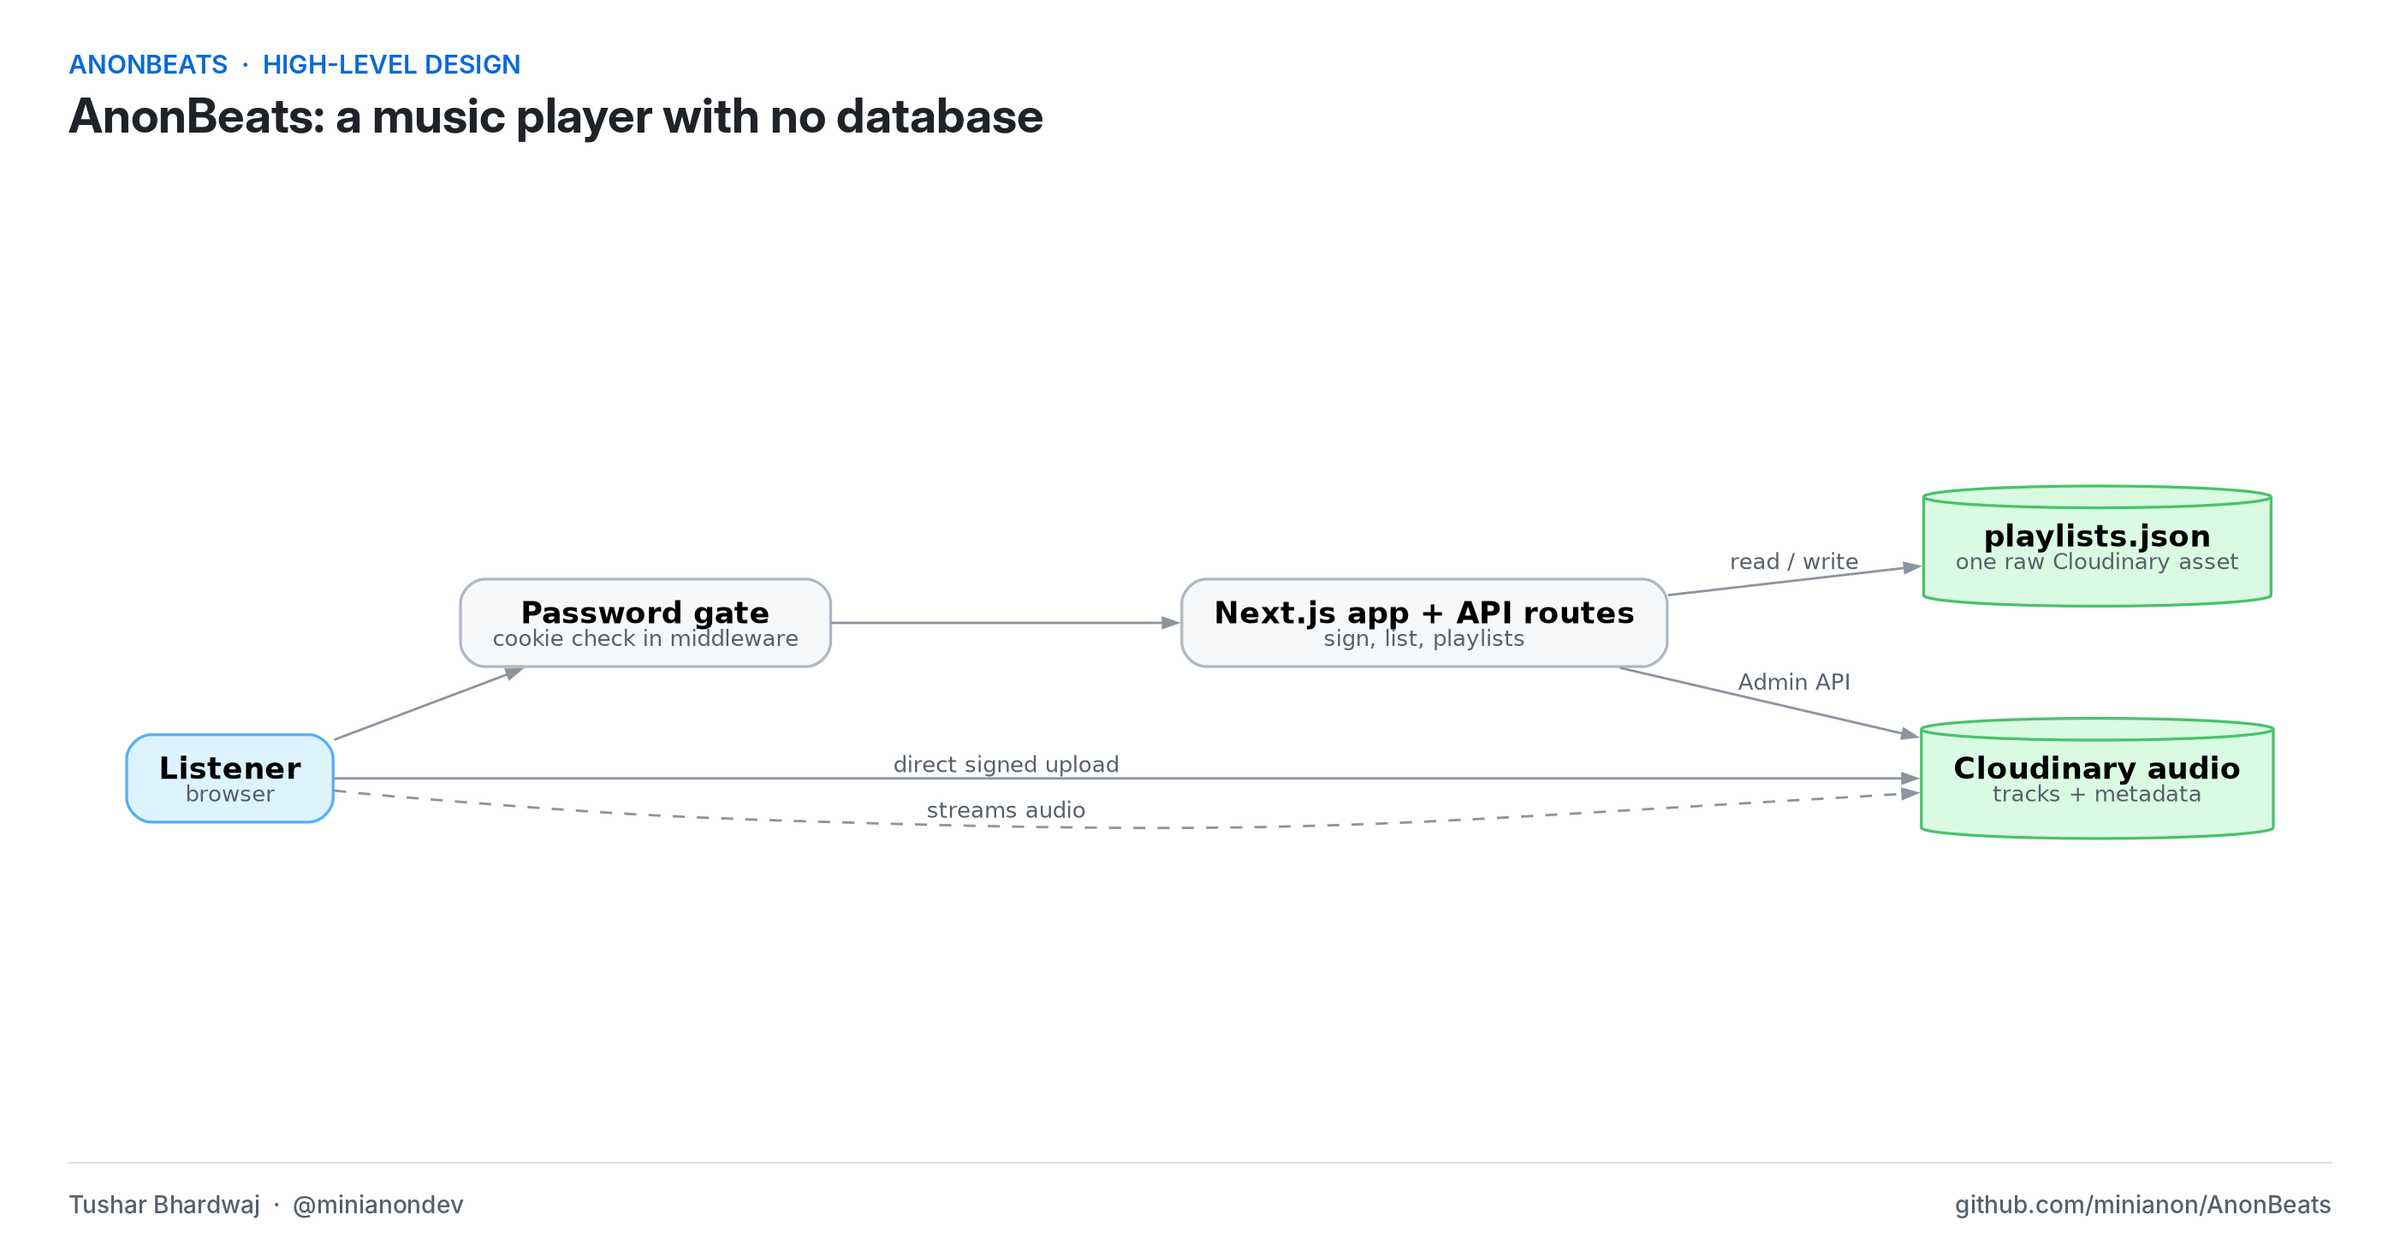 ANONBEATS · HIGH-LEVEL DESIGN
AnonBeats: a music player with no database
playlists.json
one raw Cloudinary asset
read / write
Password gate
cookie check in middleware
Next.js app + API routes
sign, list, playlists
Admin API
Listener
browser
direct signed upload
streams audio
Cloudinary audio
tracks + metadata
Tushar Bhardwaj · @minianondev
github.com/minianon/AnonBeats